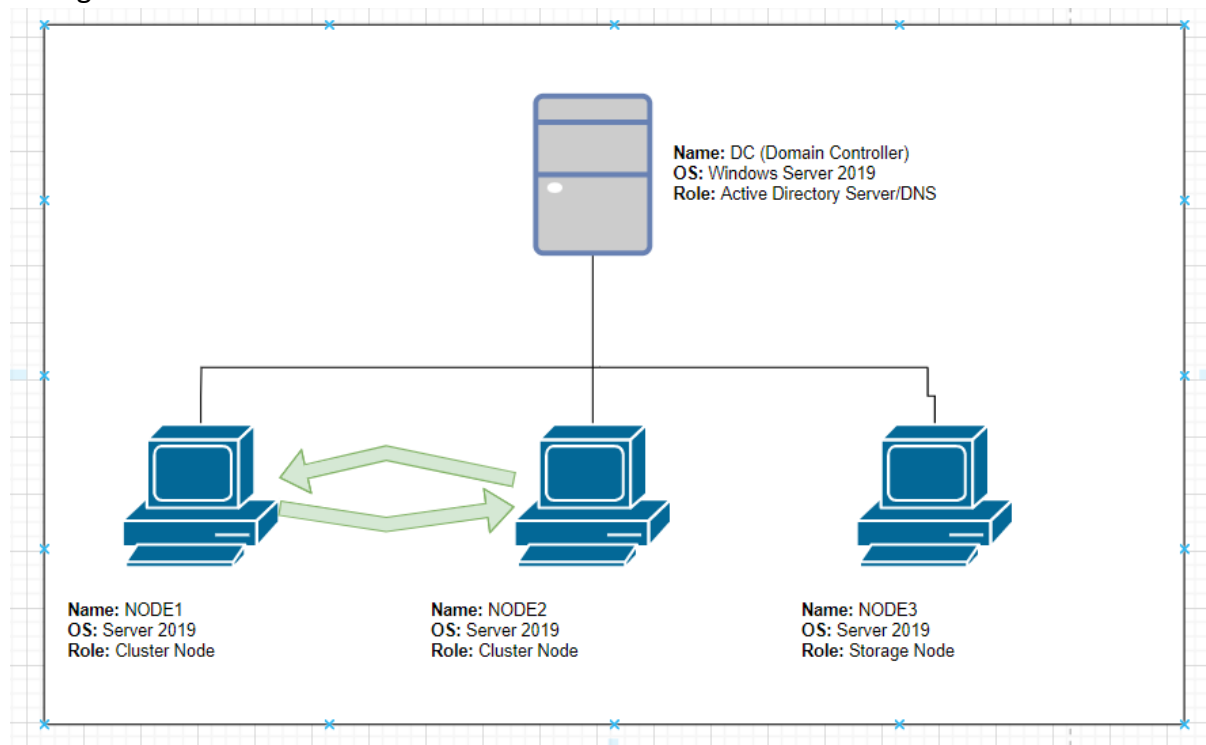 Name: DC (Domain Controller)
OS: Windows Server 2019
Role: Active Directory Server/DNS
Name: NODE1
OS: Server 2019
Role: Cluster Node
Name: NODE2
OS: Server 2019
Role: Cluster Node
Name: NODE3
OS: Server 2019
Role: Storage Node